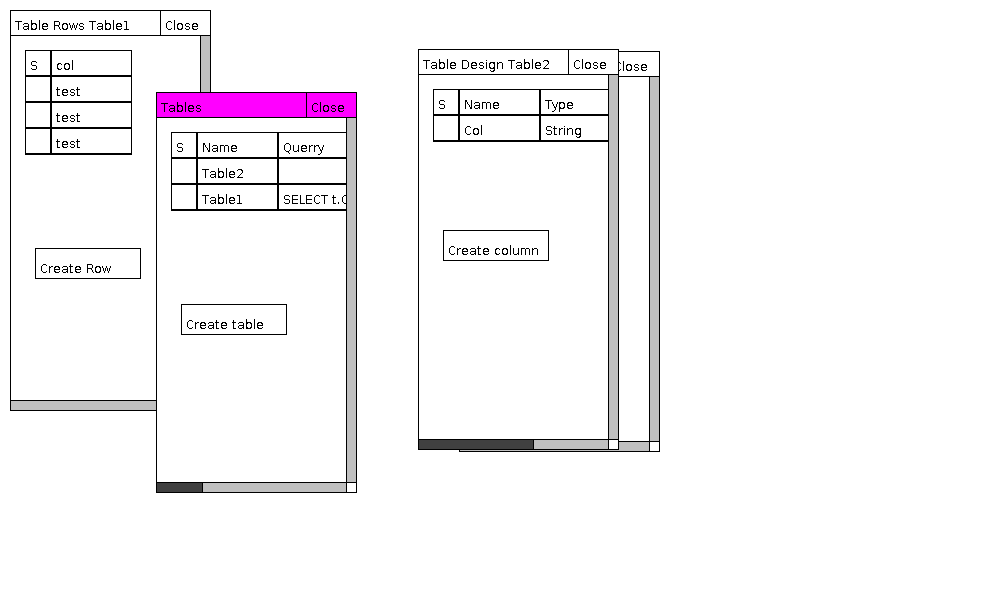 Table Rows Table1 Close
S col
test
test
test
Create Row
Tables Close
S Name Querry
Table2
Table1 SELECT t.
Create table
Table Design Table2 Close
S Name Type
Col String
Create column
Close